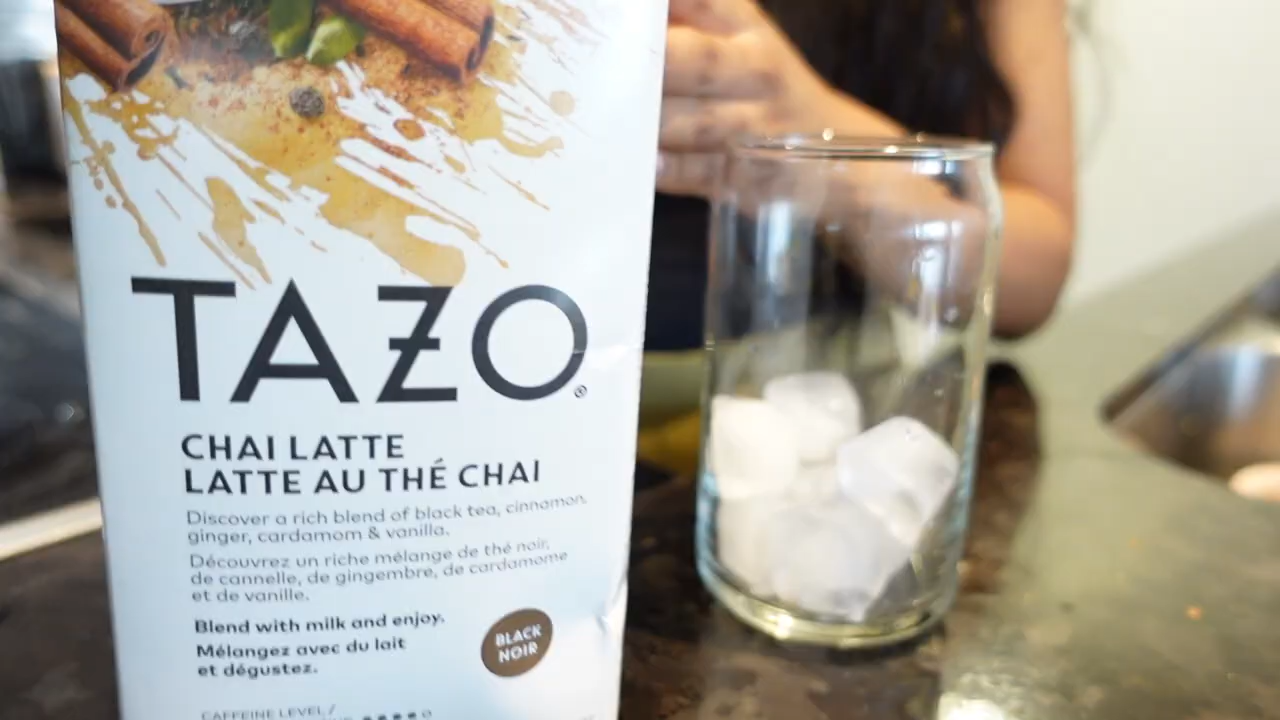 TAZO®
CHAI LATTE
LATTE AU THÉ CHAI
Discover a rich blend of black tea, cinnamon,
ginger, cardamom & vanilla.
Découvrez un riche mélange de thé noir,
de cannelle, de gingembre, de cardamome
et de vanille.
Blend with milk and enjoy.
Mélangez avec du lait
et dégustez.
BLACK
NOIR
CAFFEINE LEVEL /